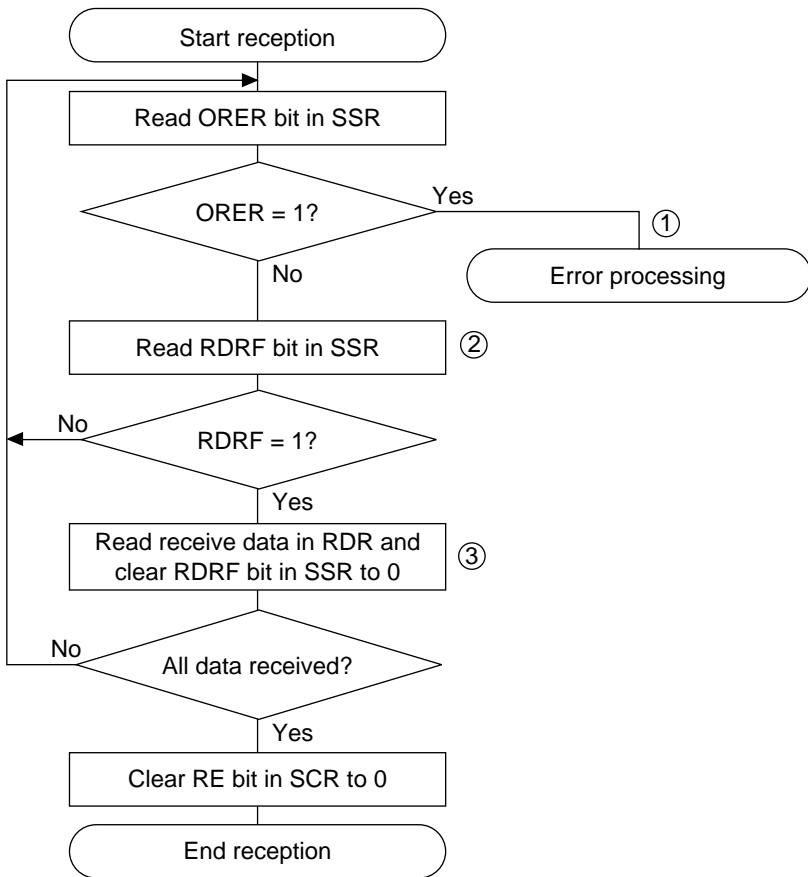 Start reception
Read ORER bit in SSR
ORER = 1?
Yes
①
Error processing
No
Read RDRF bit in SSR
②
No
RDRF = 1?
Yes
Read receive data in RDR and
clear RDRF bit in SSR to 0
③
No
All data received?
Yes
Clear RE bit in SCR to 0
End reception